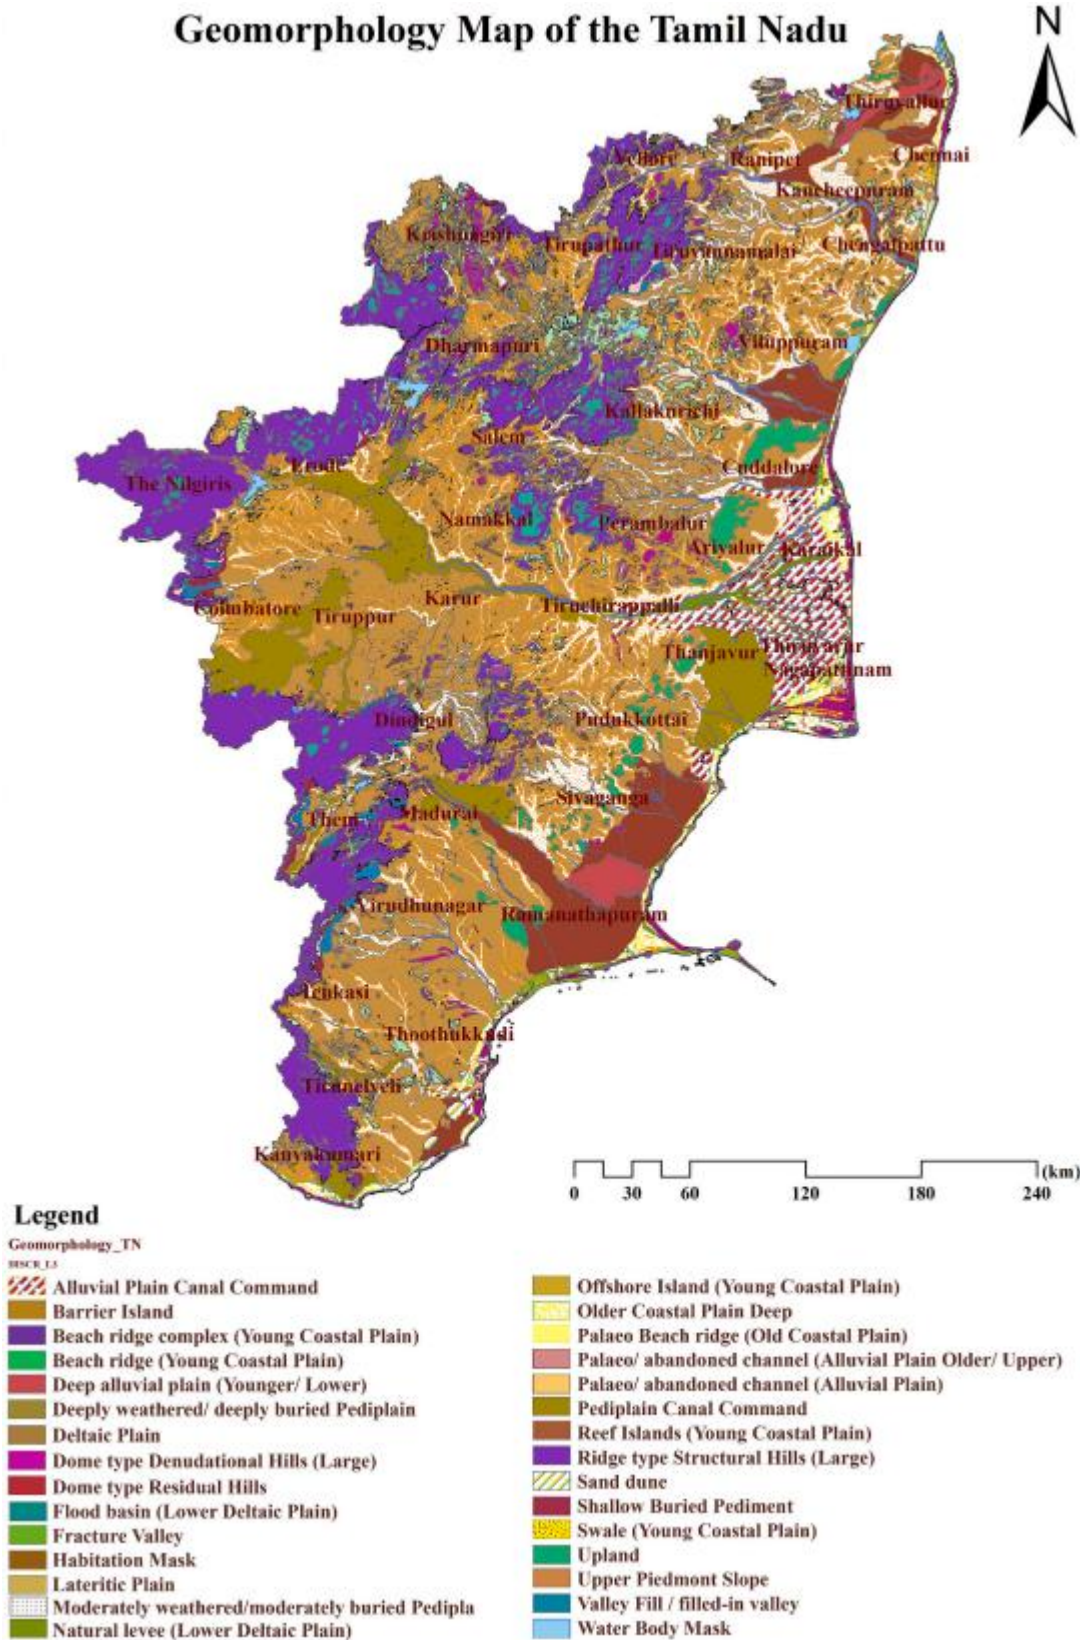 Geomorphology Map of the Tamil Nadu
N
Thiruvallur
Chennai
Vellore
Ranipet
Kancheepuram
Krishnagiri
Tirupathur
Tiruvannamalai
Chengalpattu
Dharmapuri
Viluppuram
Kallakurichi
Salem
Cuddalore
Erode
The Nilgiris
Namakkal
Perambalur
Ariyalur
Karaikal
Coimbatore
Tiruppur
Karur
Tiruchirappalli
Thanjavur
Thiruvarur
Nagapattinam
Dindigul
Pudukkottai
Sivaganga
Theni
Madurai
Virudhunagar
Ramanathapuram
Tenkasi
Thoothukkudi
Tirunelveli
Kanyakumari
(km)
0 30 60 120 180 240
Legend
Geomorphology_TN
DISCR_L3
Alluvial Plain Canal Command
Barrier Island
Beach ridge complex (Young Coastal Plain)
Beach ridge (Young Coastal Plain)
Deep alluvial plain (Younger/ Lower)
Deeply weathered/ deeply buried Pediplain
Deltaic Plain
Dome type Denudational Hills (Large)
Dome type Residual Hills
Flood basin (Lower Deltaic Plain)
Fracture Valley
Habitation Mask
Lateritic Plain
Moderately weathered/moderately buried Pedipla
Natural levee (Lower Deltaic Plain)
Offshore Island (Young Coastal Plain)
Older Coastal Plain Deep
Palaeo Beach ridge (Old Coastal Plain)
Palaeo/ abandoned channel (Alluvial Plain Older/ Upper)
Palaeo/ abandoned channel (Alluvial Plain)
Pediplain Canal Command
Reef Islands (Young Coastal Plain)
Ridge type Structural Hills (Large)
Sand dune
Shallow Buried Pediment
Swale (Young Coastal Plain)
Upland
Upper Piedmont Slope
Valley Fill / filled-in valley
Water Body Mask